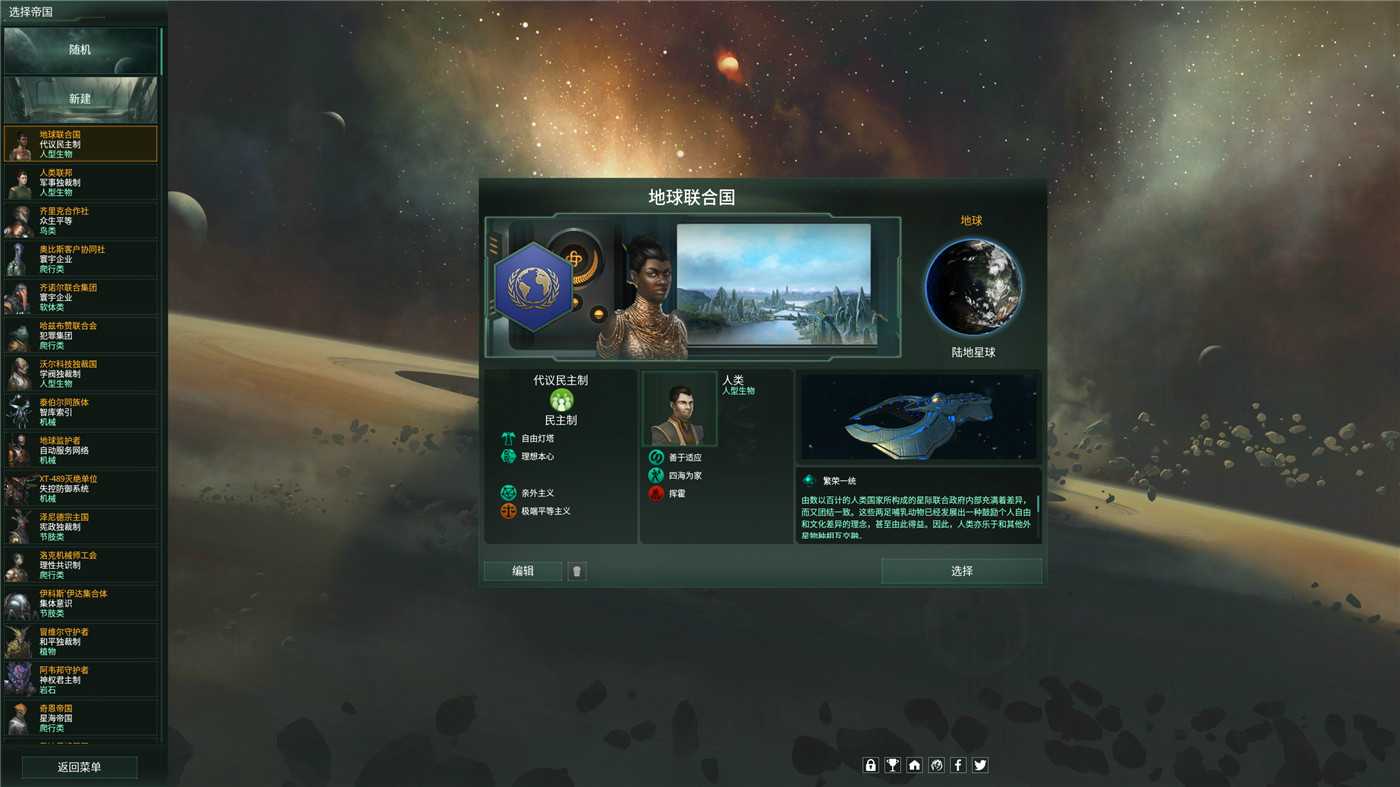 选择帝国
随机
新建
地球联合国
代议民主制
人型生物
人类联邦
军事独裁制
人型生物
齐里克合作社
众生平等
鸟类
奥比斯客户协同社
寰宇企业
爬行类
齐诺尔联合集团
寰宇企业
软体类
哈兹布赞联合会
犯罪集团
爬行类
沃尔科技独裁国
学阀独裁制
人型生物
泰伯尔同族体
智库索引
机械
地球监护者
自动服务网络
机械
XT-489灭绝单位
失控防御系统
机械
泽尼德宗主国
宪政独裁制
节肢类
洛克机械师工会
理性共识制
爬行类
伊科斯'伊达集合体
集体意识
节肢类
冒维尔守护者
和平独裁制
植物
阿韦邦守护者
神权君主制
岩石
奇恩帝国
星海帝国
爬行类
返回菜单
地球联合国
地球
陆地星球
代议民主制
民主制
自由灯塔
理想本心
亲外主义
极端平等主义
人类
人型生物
善于适应
四海为家
挥霍
繁荣一统
由数以百计的人类国家所构成的星际联合政府内部充满着差异，
而又团结一致。这些两足哺乳动物已经发展出一种鼓励个人自由
和文化差异的理念，甚至由此得益。因此，人类亦乐于和其他外
星物种相互交融。
编辑
选择